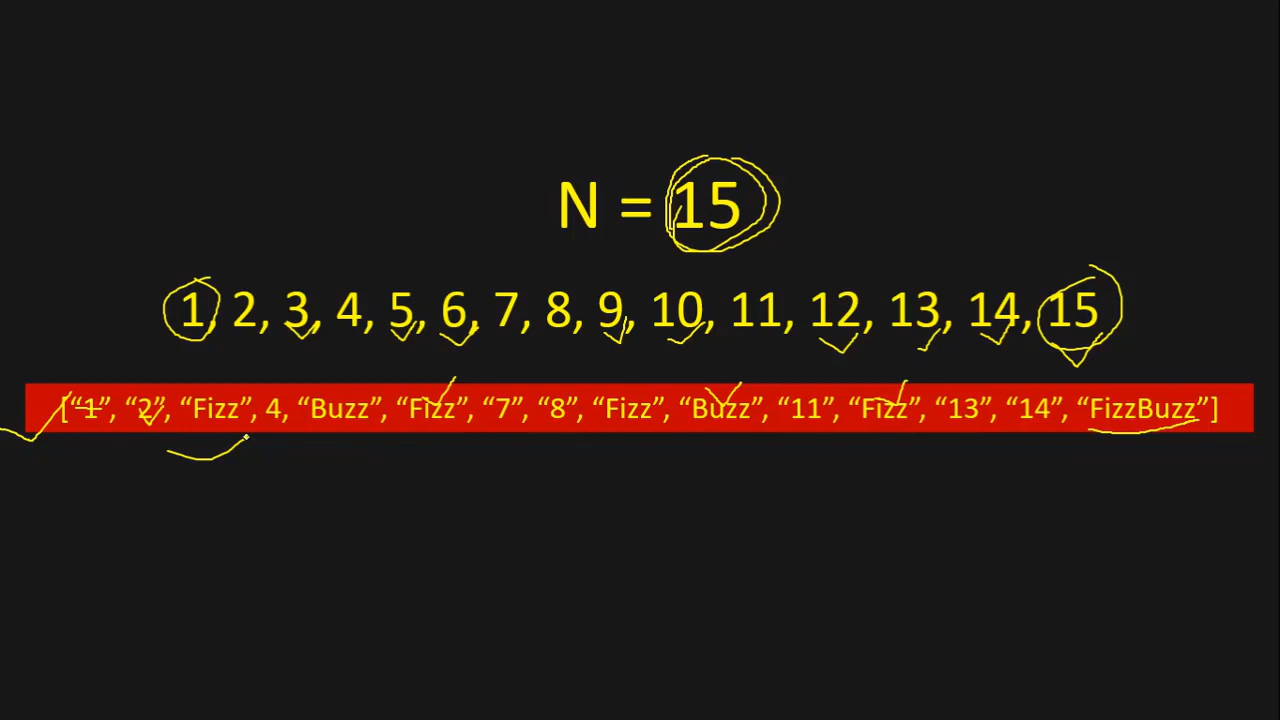 N = 15
1, 2, 3, 4, 5, 6, 7, 8, 9, 10, 11, 12, 13, 14, 15
[“1”, “2”, “Fizz”, 4, “Buzz”, “Fizz”, “7”, “8”, “Fizz”, “Buzz”, “11”, “Fizz”, “13”, “14”, “FizzBuzz”]